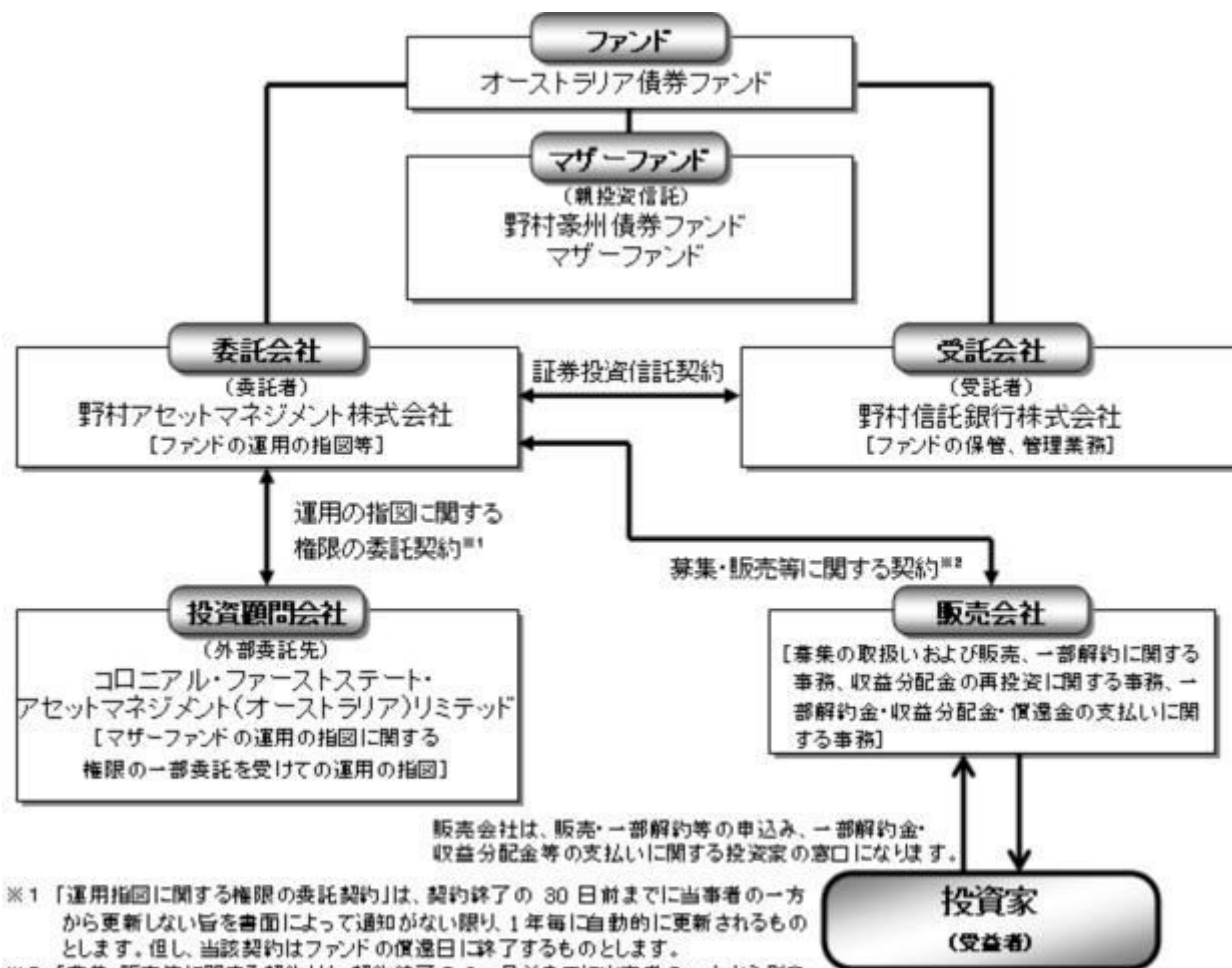 ファンド
オーストラリア債券ファンド
マザーファンド
(親投資信託)
野村豪州債券ファンド
マザーファンド
委託会社
(委託者)
野村アセットマネジメント株式会社
[ファンドの運用の指図等]
証券投資信託契約
受託会社
(受託者)
野村信託銀行株式会社
[ファンドの保管、管理業務]
運用の指図に関する
権限の委託契約※1
募集・販売等に関する契約※2
投資顧問会社
(外部委託先)
コロニアル・ファーストステート・
アセットマネジメント(オーストラリア)リミテッド
[マザーファンドの運用の指図に関する
権限の一部委託を受けての運用の指図]
販売会社
[募集の取扱いおよび販売、一部解約に関する
事務、収益分配金の再投資に関する事務、一
部解約金・収益分配金・償還金の支払いに関
する事務]
販売会社は、販売・一部解約等の申込み、一部解約金・
収益分配金等の支払いに関する投資家の窓口になります。
投資家
(受益者)
※1 「運用指図に関する権限の委託契約」は、契約終了の 30 日前までに当事者の一方
から更新しない旨を書面によって通知がない限り、1 年毎に自動的に更新されるもの
とします。但し、当該契約はファンドの償還日に終了するものとします。